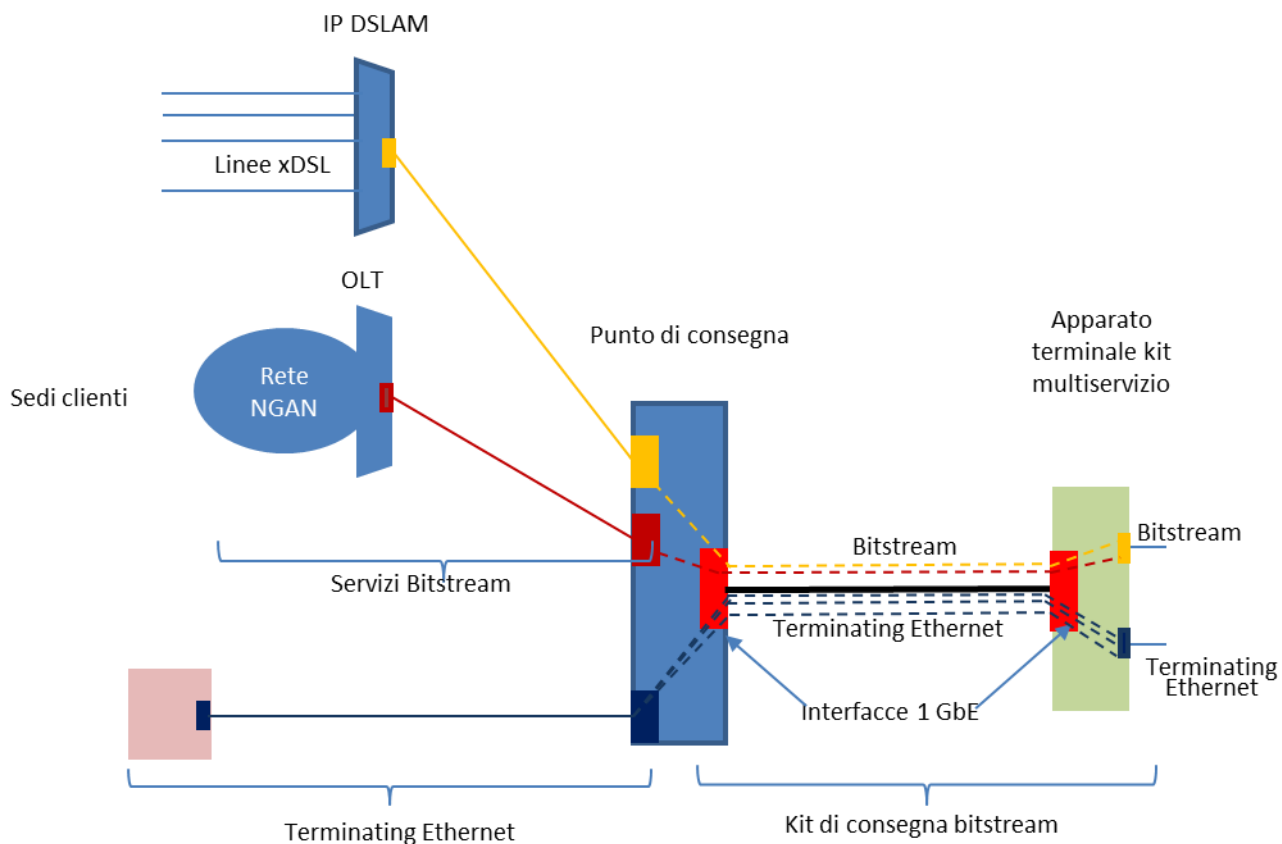 IP DSLAM
Linee xDSL
OLT
Rete
NGAN
Sedi clienti
Punto di consegna
Apparato
terminale kit
multiservizio
Servizi Bitstream
Bitstream
Bitstream
Terminating Ethernet
Terminating
Ethernet
Interfacce 1 GbE
Terminating Ethernet
Kit di consegna bitstream